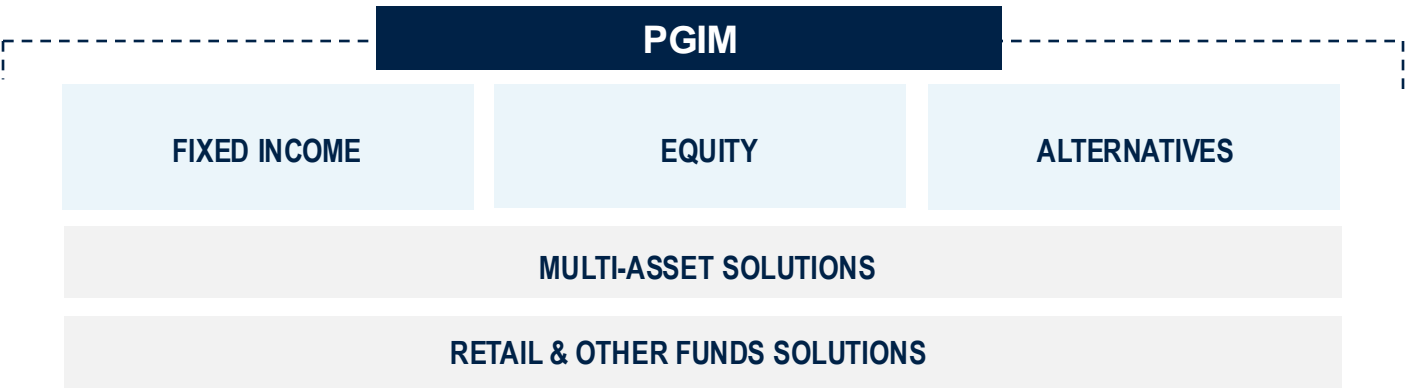 PGIM
FIXED INCOME
EQUITY
ALTERNATIVES
MULTI-ASSET SOLUTIONS
RETAIL & OTHER FUNDS SOLUTIONS